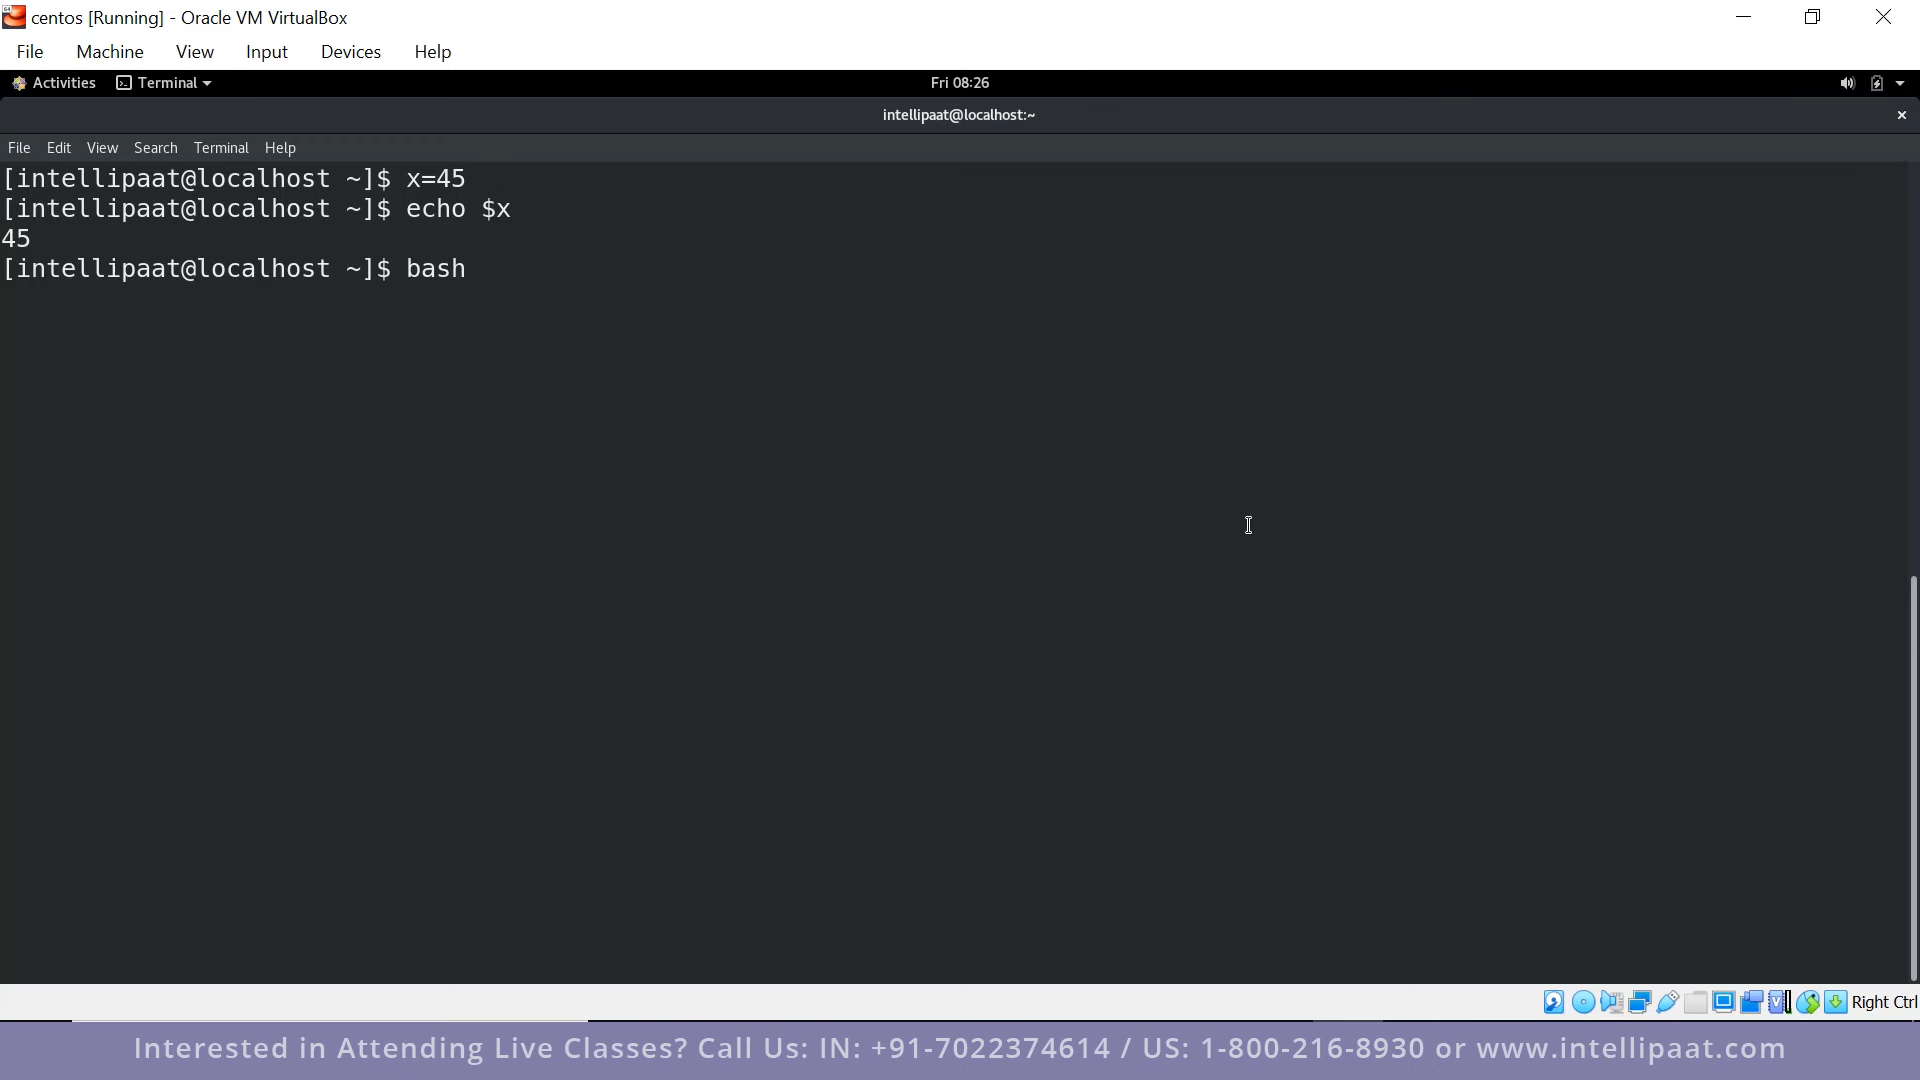 centos [Running] - Oracle VM VirtualBox
File Machine View Input Devices Help
Activities Terminal Fri 08:26
intellipaat@localhost:~
File Edit View Search Terminal Help
[intellipaat@localhost ~]$ x=45
[intellipaat@localhost ~]$ echo $x
45
[intellipaat@localhost ~]$ bash
Right Ctrl
Interested in Attending Live Classes? Call Us: IN: +91-7022374614 / US: 1-800-216-8930 or www.intellipaat.com